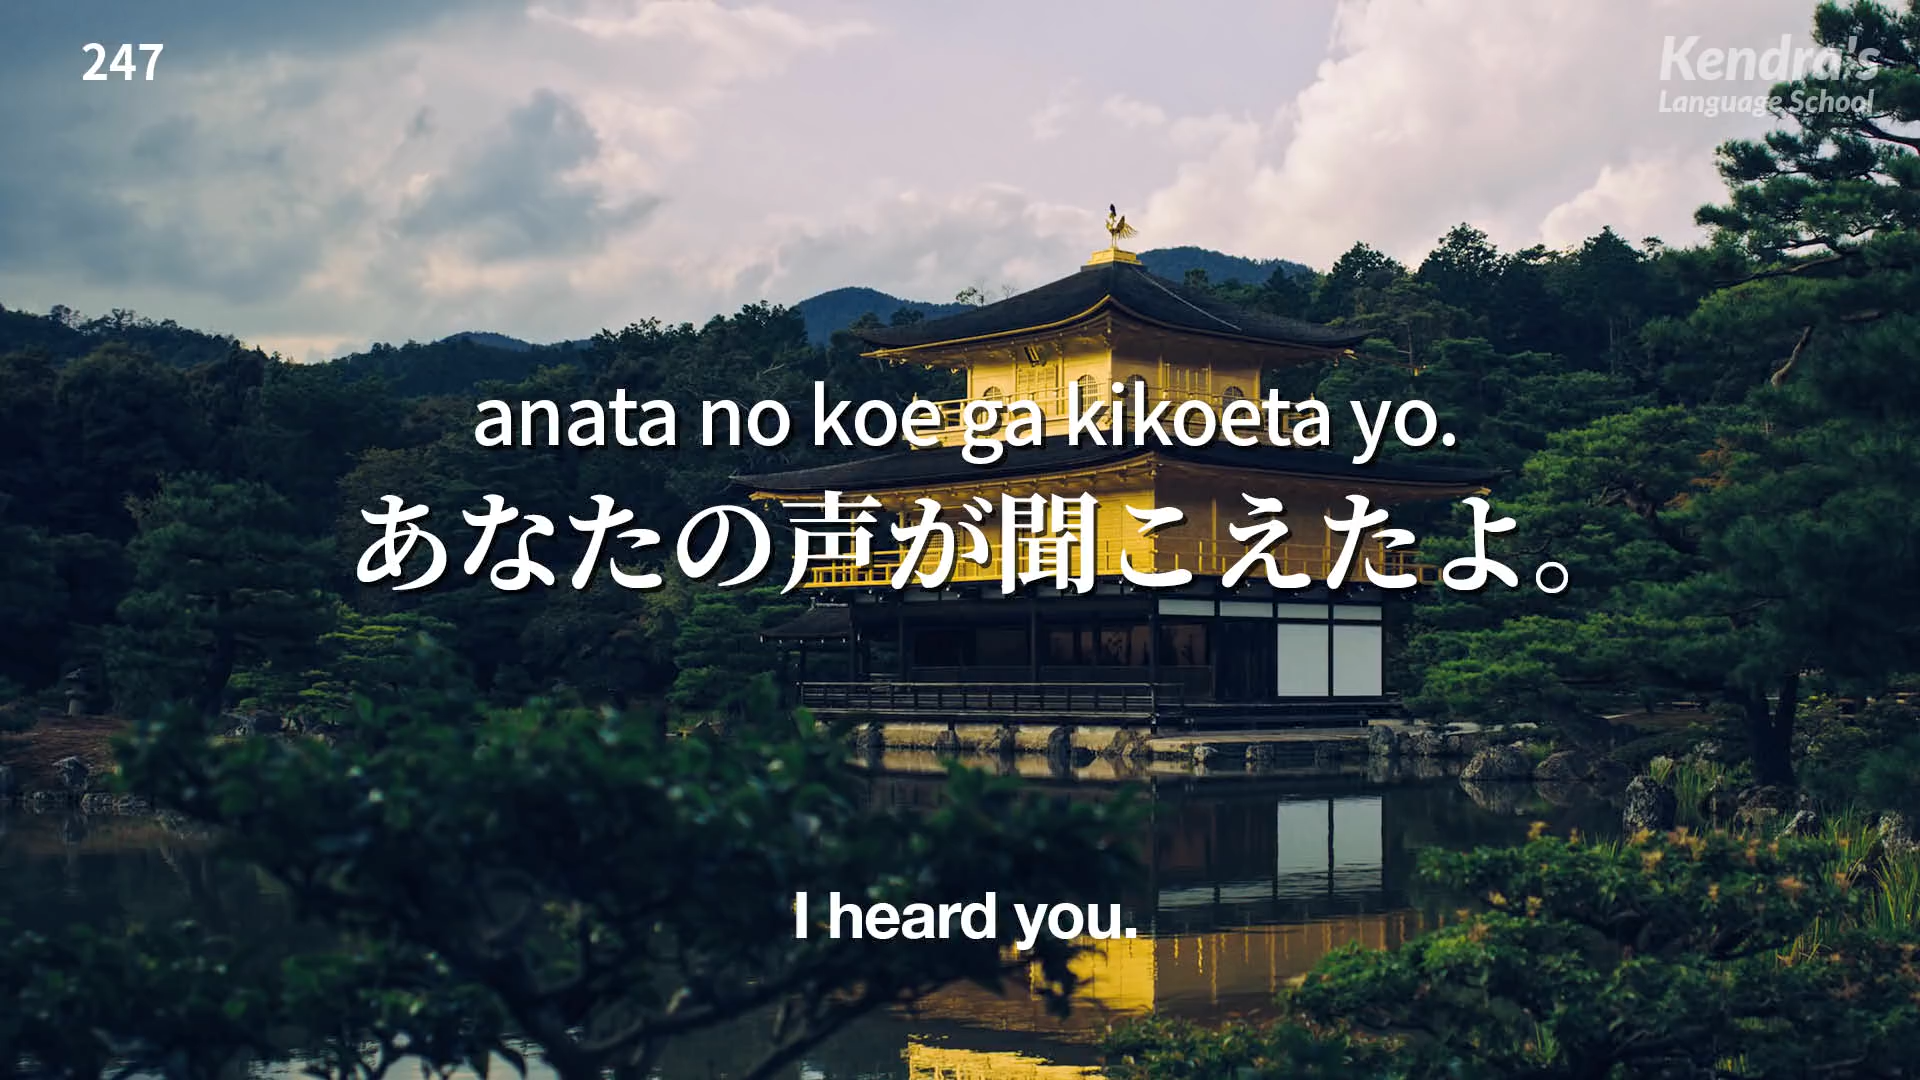 247
Kendra's
Language School
anata no koe ga kikoeta yo.
あなたの声が聞こえたよ。
I heard you.